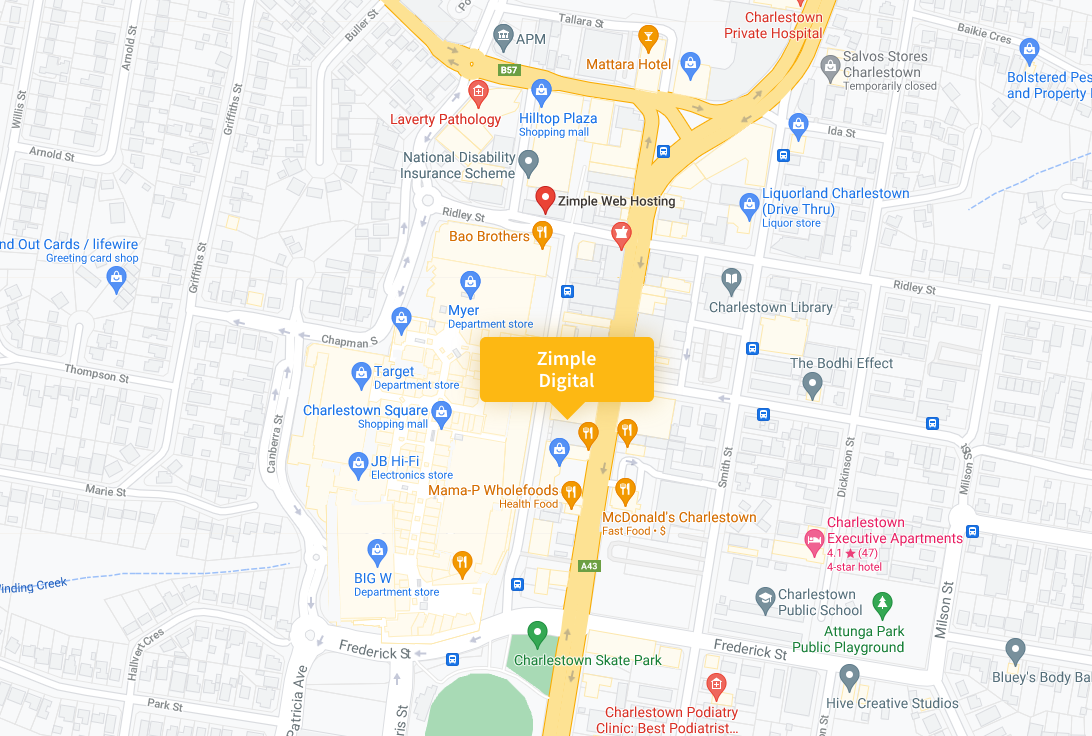 Buller St
Tallara St
Charlestown
Private Hospital
Baikie Cres
APM
Mattara Hotel
Salvos Stores
Charlestown
Temporarily closed
Bolstered Pes
and Property
B57
Arnold St
Willis St
Griffiths St
Laverty Pathology
Hilltop Plaza
Shopping mall
Ida St
Arnold St
National Disability
Insurance Scheme
Zimple Web Hosting
Liquorland Charlestown
(Drive Thru)
Liquor store
Ridley St
Bao Brothers
nd Out Cards / lifewire
Greeting card shop
Griffiths St
Myer
Department store
Charlestown Library
Ridley St
Chapman S
Zimple
Digital
The Bodhi Effect
Thompson St
Target
Department store
Charlestown Square
Shopping mall
Canberra St
JB Hi-Fi
Electronics store
Smith St
Dickinson St
Milson St
Marie St
Mama-P Wholefoods
Health Food
McDonald's Charlestown
Fast Food • $
Charlestown
Executive Apartments
4.1 ★ (47)
4-star hotel
A43
BIG W
Department store
inding Creek
Charlestown
Public School
Attunga Park
Public Playground
Milson St
Hallvert Cres
Frederick St
Frederick St
Charlestown Skate Park
Bluey's Body Ba
Patricia Ave
Park St
ris St
Charlestown Podiatry
Clinic: Best Podiatrist...
Hive Creative Studios
on St